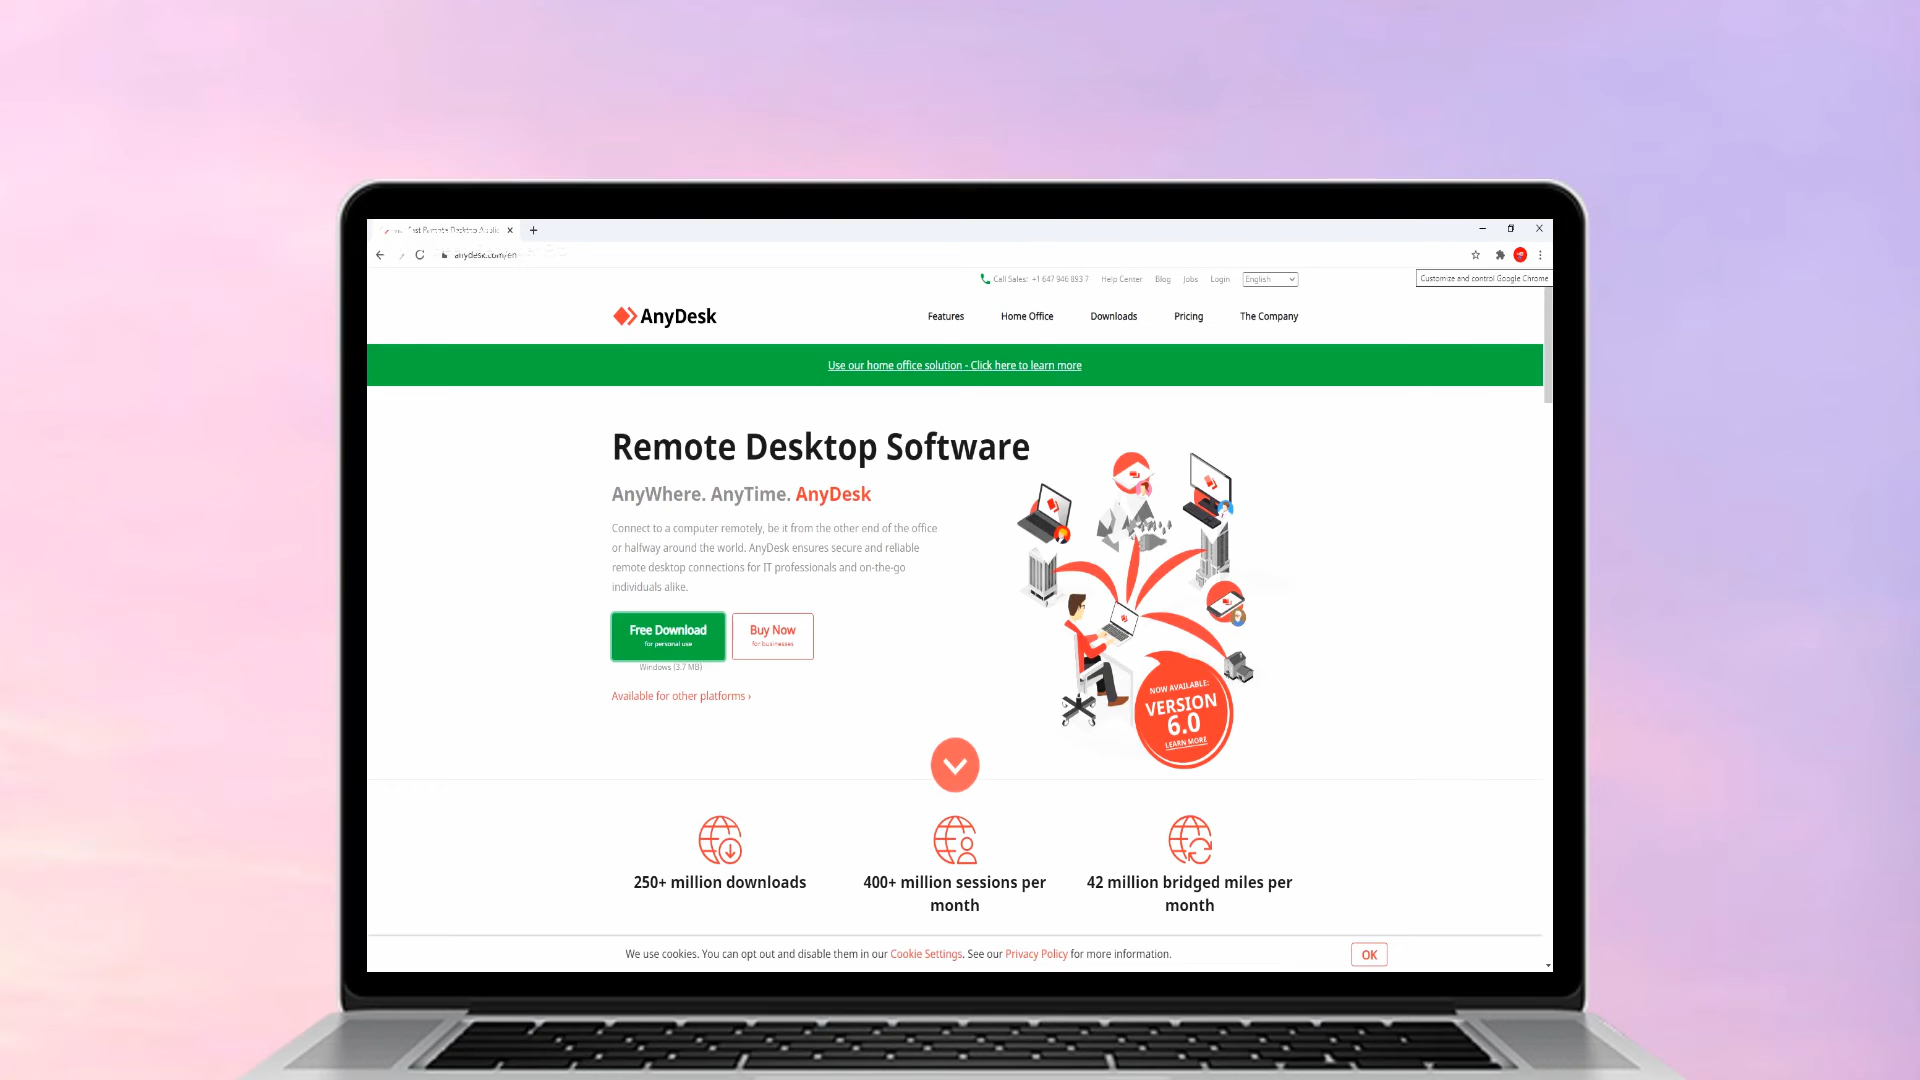 Fast Remote Desktop Applic
anydesk.com/en
Call Sales: +1 647 946 893 7 Help Center Blog Jobs Login English
Customize and control Google Chrome
AnyDesk
Features Home Office Downloads Pricing The Company
Use our home office solution - Click here to learn more
Remote Desktop Software
AnyWhere. AnyTime. AnyDesk
Connect to a computer remotely, be it from the other end of the office
or halfway around the world. AnyDesk ensures secure and reliable
remote desktop connections for IT professionals and on-the-go
individuals alike.
Free Download
for personal use
Buy Now
for businesses
Windows (3.7 MB)
Available for other platforms ›
NOW AVAILABLE:
VERSION
6.0
LEARN MORE
250+ million downloads
400+ million sessions per
month
42 million bridged miles per
month
We use cookies. You can opt out and disable them in our Cookie Settings. See our Privacy Policy for more information.
OK